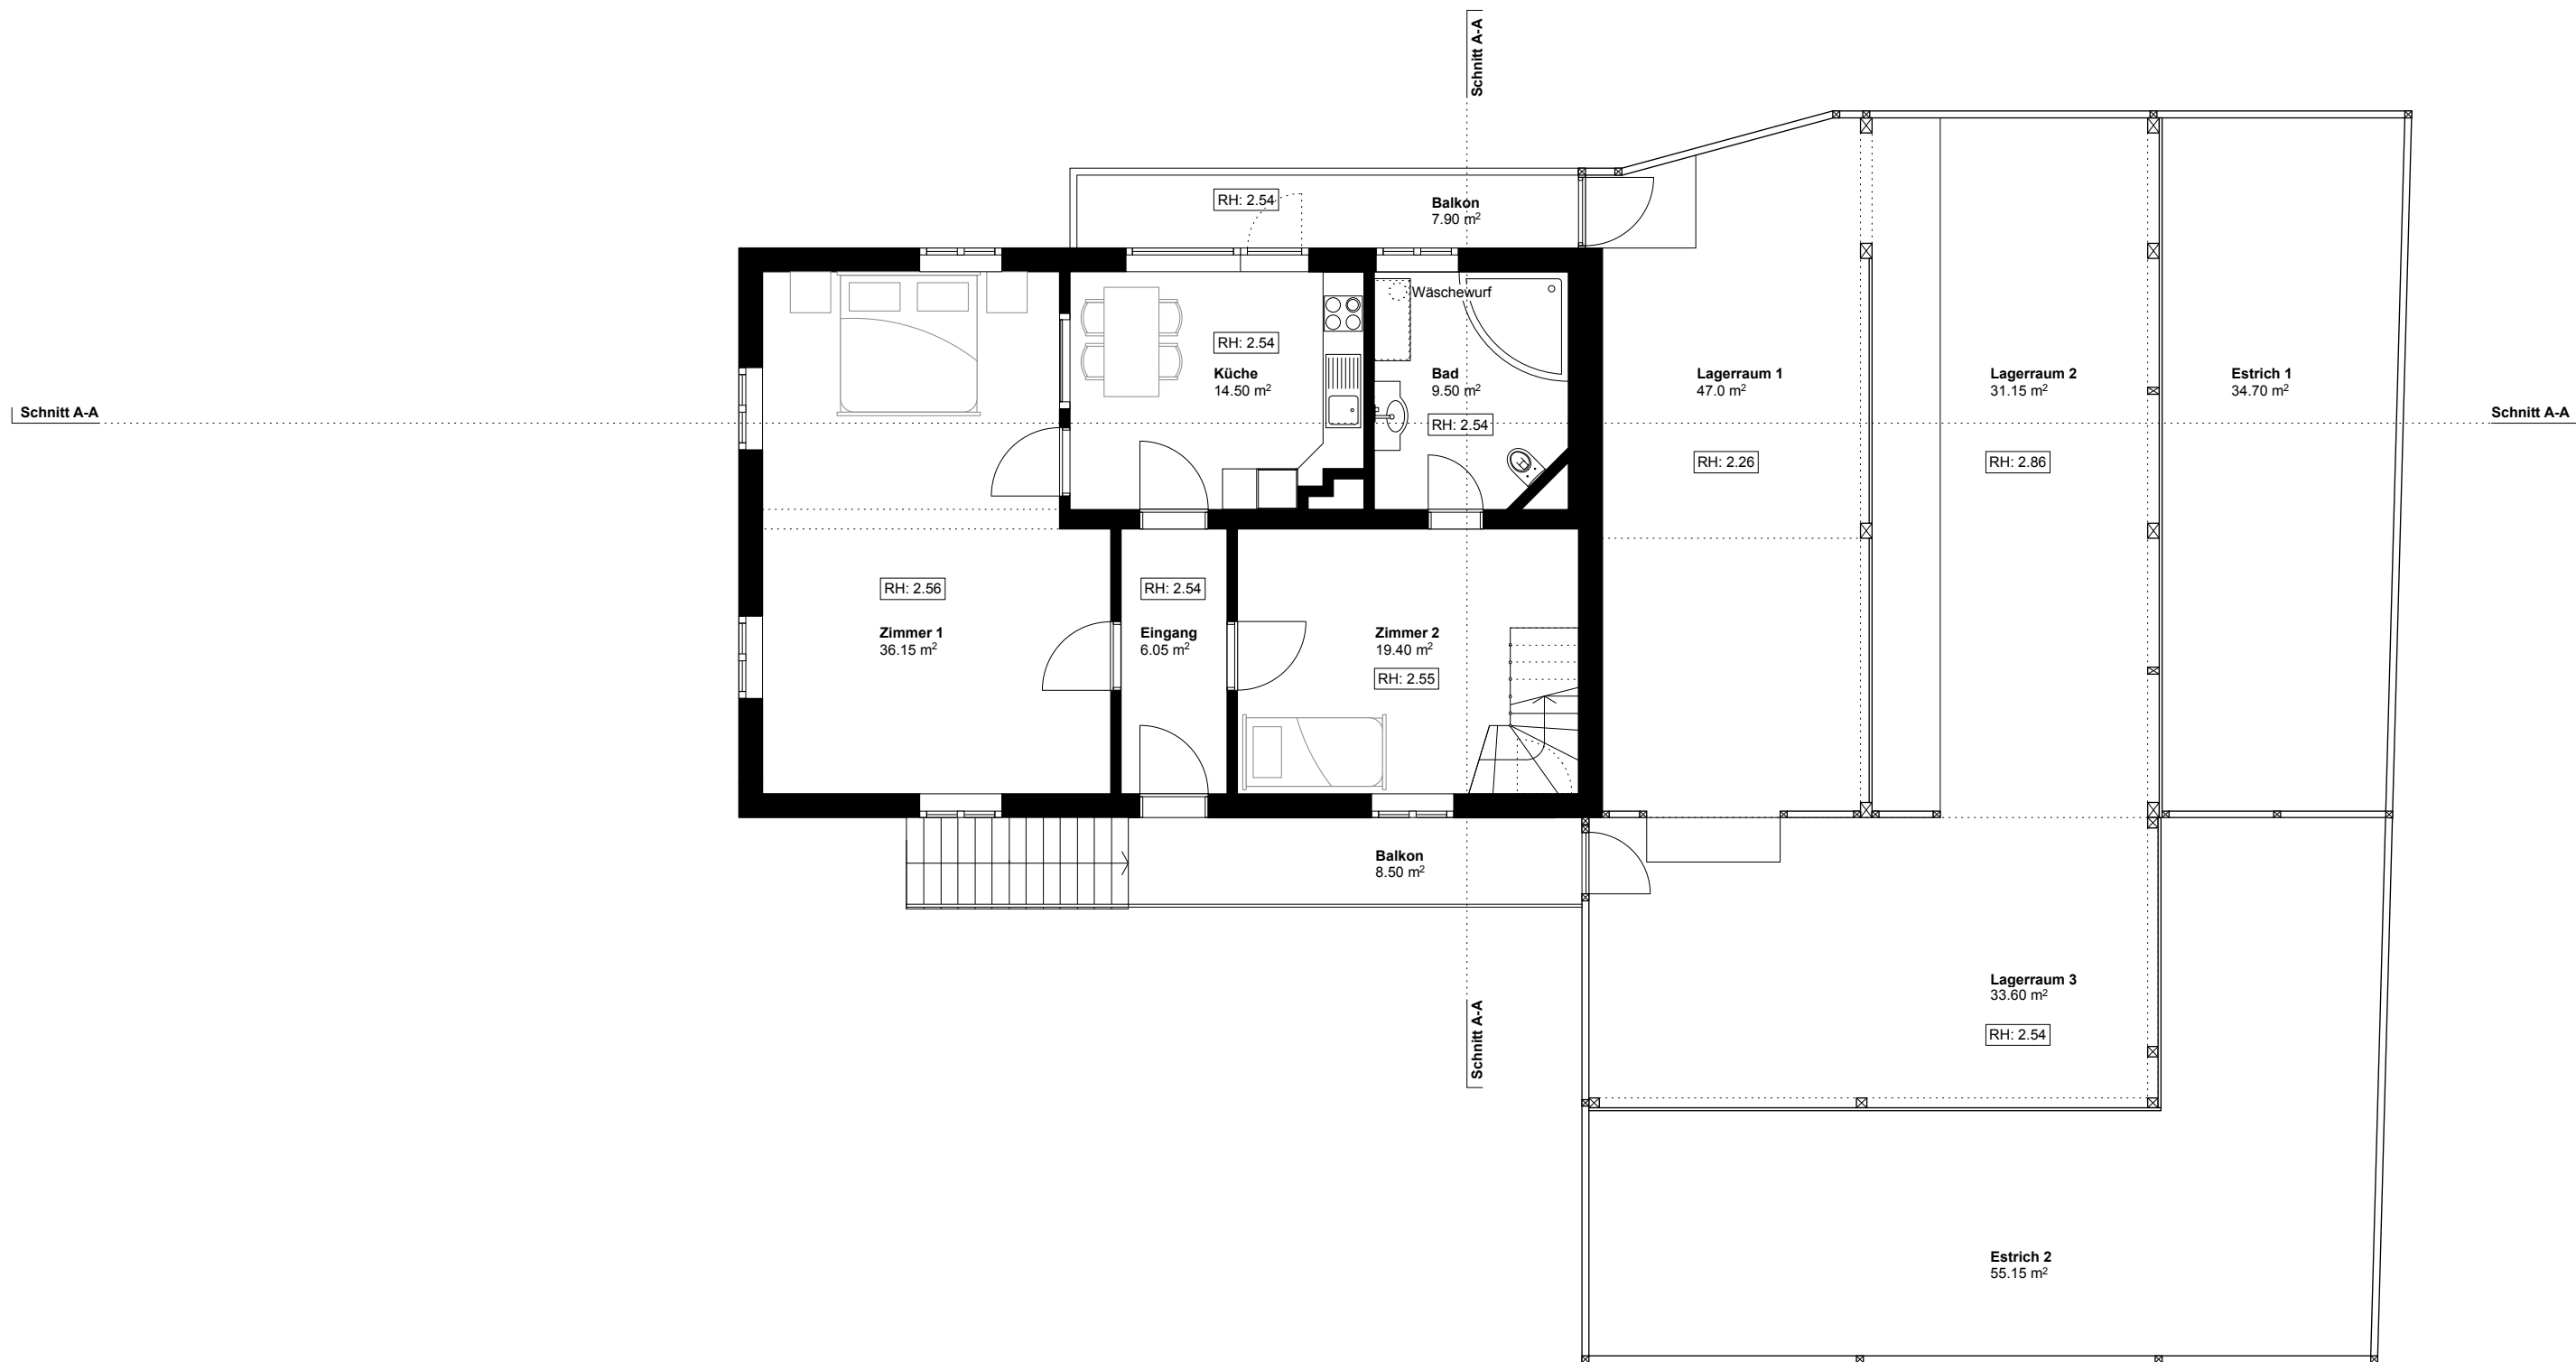 Schnitt A-A
RH: 2.54
Balkon
7.90 m²
Wäschewurf
RH: 2.54
Küche
14.50 m²
Bad
9.50 m²
RH: 2.54
Lagerraum 1
47.0 m²
RH: 2.26
Lagerraum 2
31.15 m²
RH: 2.86
Estrich 1
34.70 m²
Schnitt A-A
Schnitt A-A
RH: 2.56
Zimmer 1
36.15 m²
RH: 2.54
Eingang
6.05 m²
Zimmer 2
19.40 m²
RH: 2.55
Balkon
8.50 m²
Lagerraum 3
33.60 m²
RH: 2.54
Schnitt A-A
Estrich 2
55.15 m²